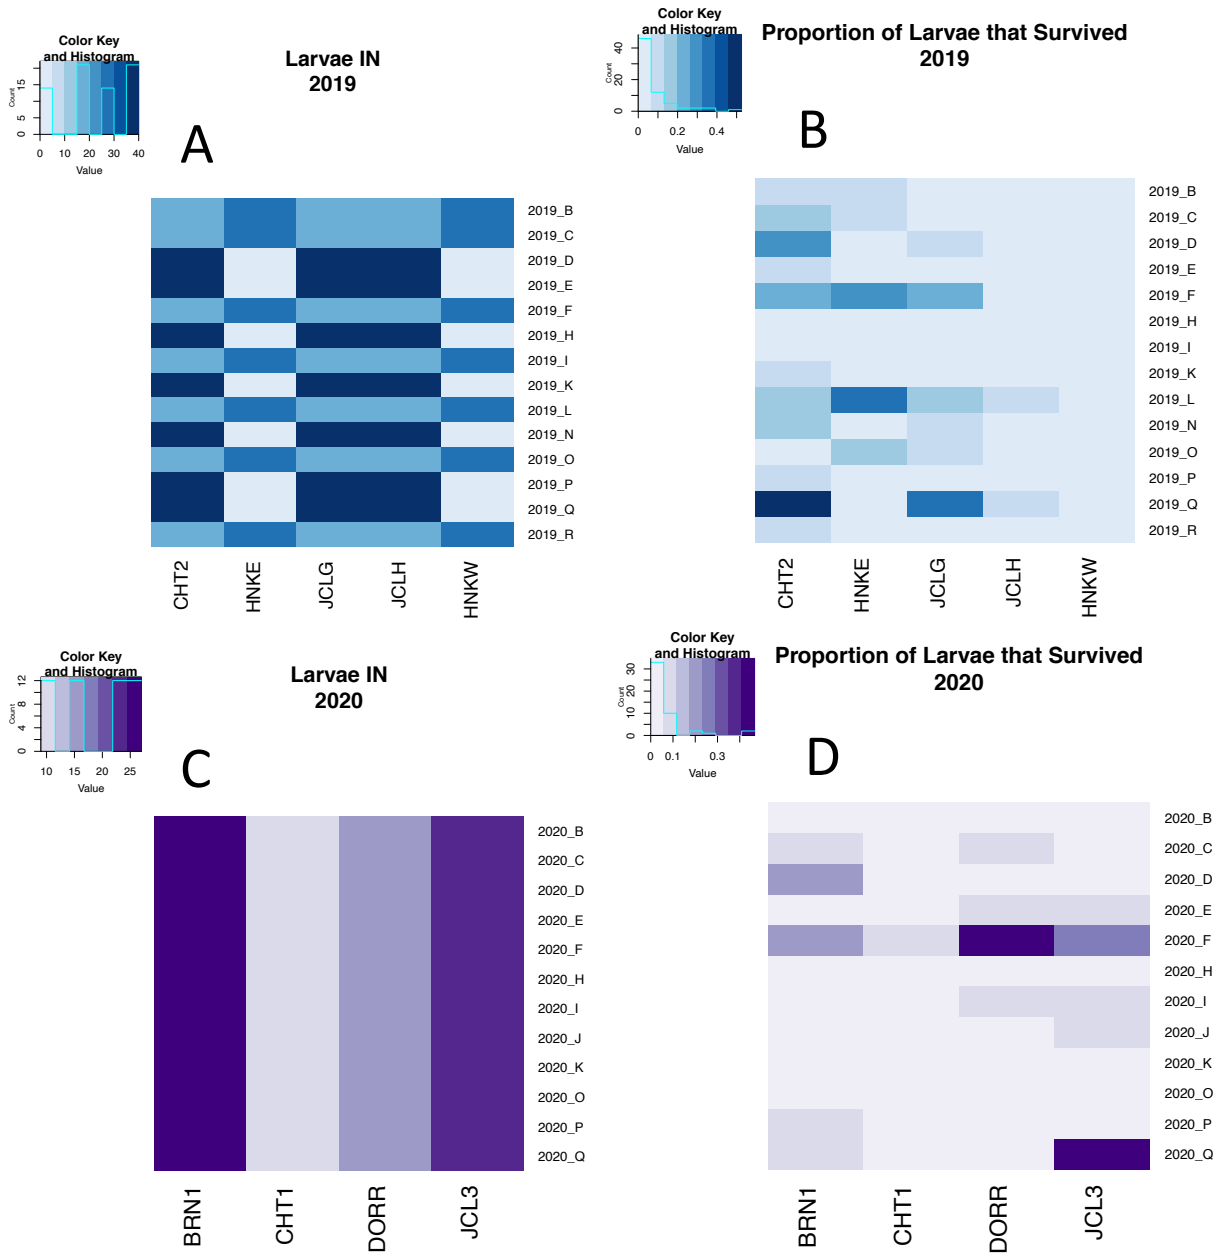 Color Key
and Histogram
Count
0 5 15
0 10 20 30 40
Value
Larvae IN
2019
A
2019_B
2019_C
2019_D
2019_E
2019_F
2019_H
2019_I
2019_K
2019_L
2019_N
2019_O
2019_P
2019_Q
2019_R
CHT2 HNKE JCLG JCLH HNKW
Color Key
and Histogram
Count
0 20 40
0 0.2 0.4
Value
Proportion of Larvae that Survived
2019
B
2019_B
2019_C
2019_D
2019_E
2019_F
2019_H
2019_I
2019_K
2019_L
2019_N
2019_O
2019_P
2019_Q
2019_R
CHT2 HNKE JCLG JCLH HNKW
Color Key
and Histogram
Count
0 4 8 12
10 15 20 25
Value
Larvae IN
2020
C
2020_B
2020_C
2020_D
2020_E
2020_F
2020_H
2020_I
2020_J
2020_K
2020_O
2020_P
2020_Q
BRN1 CHT1 DORR JCL3
Color Key
and Histogram
Count
0 10 20 30
0 0.1 0.3
Value
Proportion of Larvae that Survived
2020
D
2020_B
2020_C
2020_D
2020_E
2020_F
2020_H
2020_I
2020_J
2020_K
2020_O
2020_P
2020_Q
BRN1 CHT1 DORR JCL3